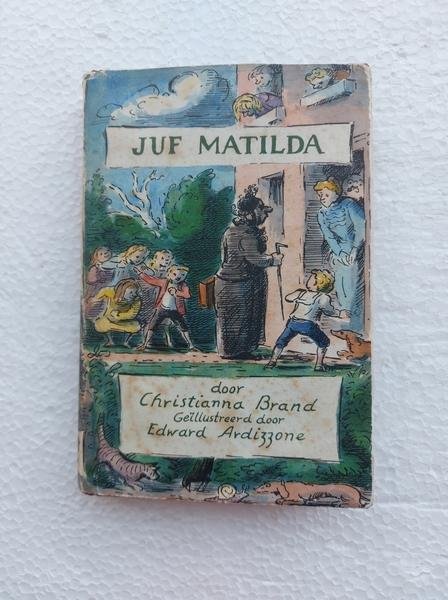 JUF MATILDA
door
Christianna Brand
Geïllustreerd door
Edward Ardizzone